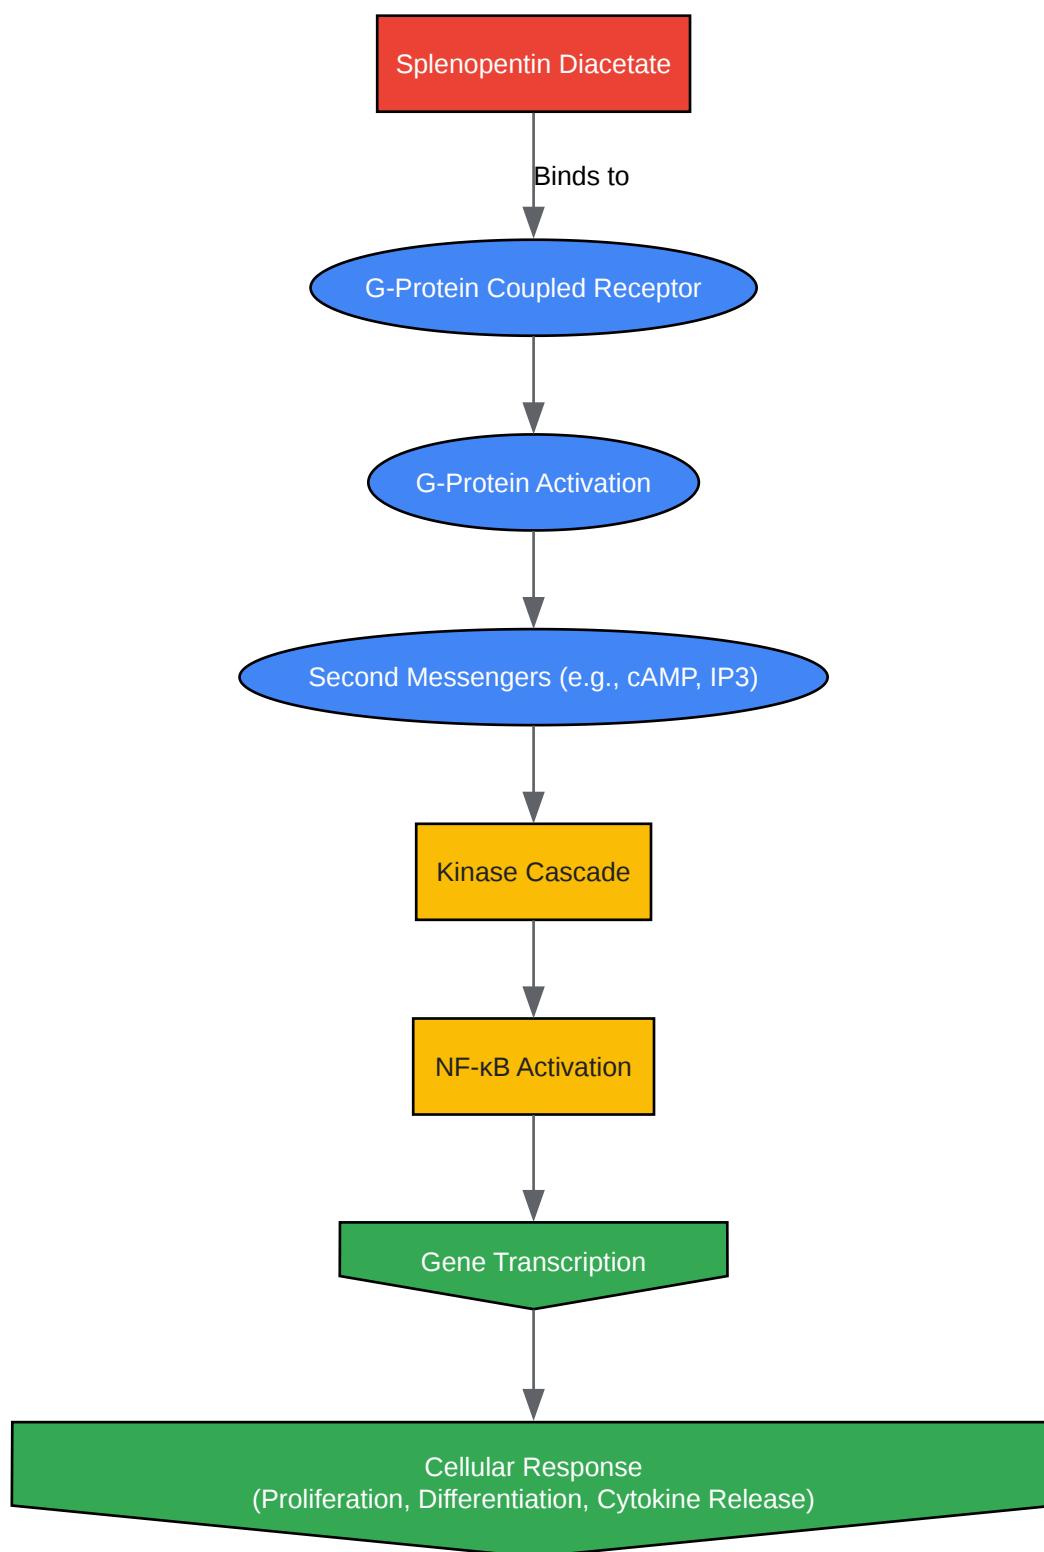 Splenopentin Diacetate
Binds to
G-Protein Coupled Receptor
G-Protein Activation
Second Messengers (e.g., cAMP, IP3)
Kinase Cascade
NF-κB Activation
Gene Transcription
Cellular Response
(Proliferation, Differentiation, Cytokine Release)